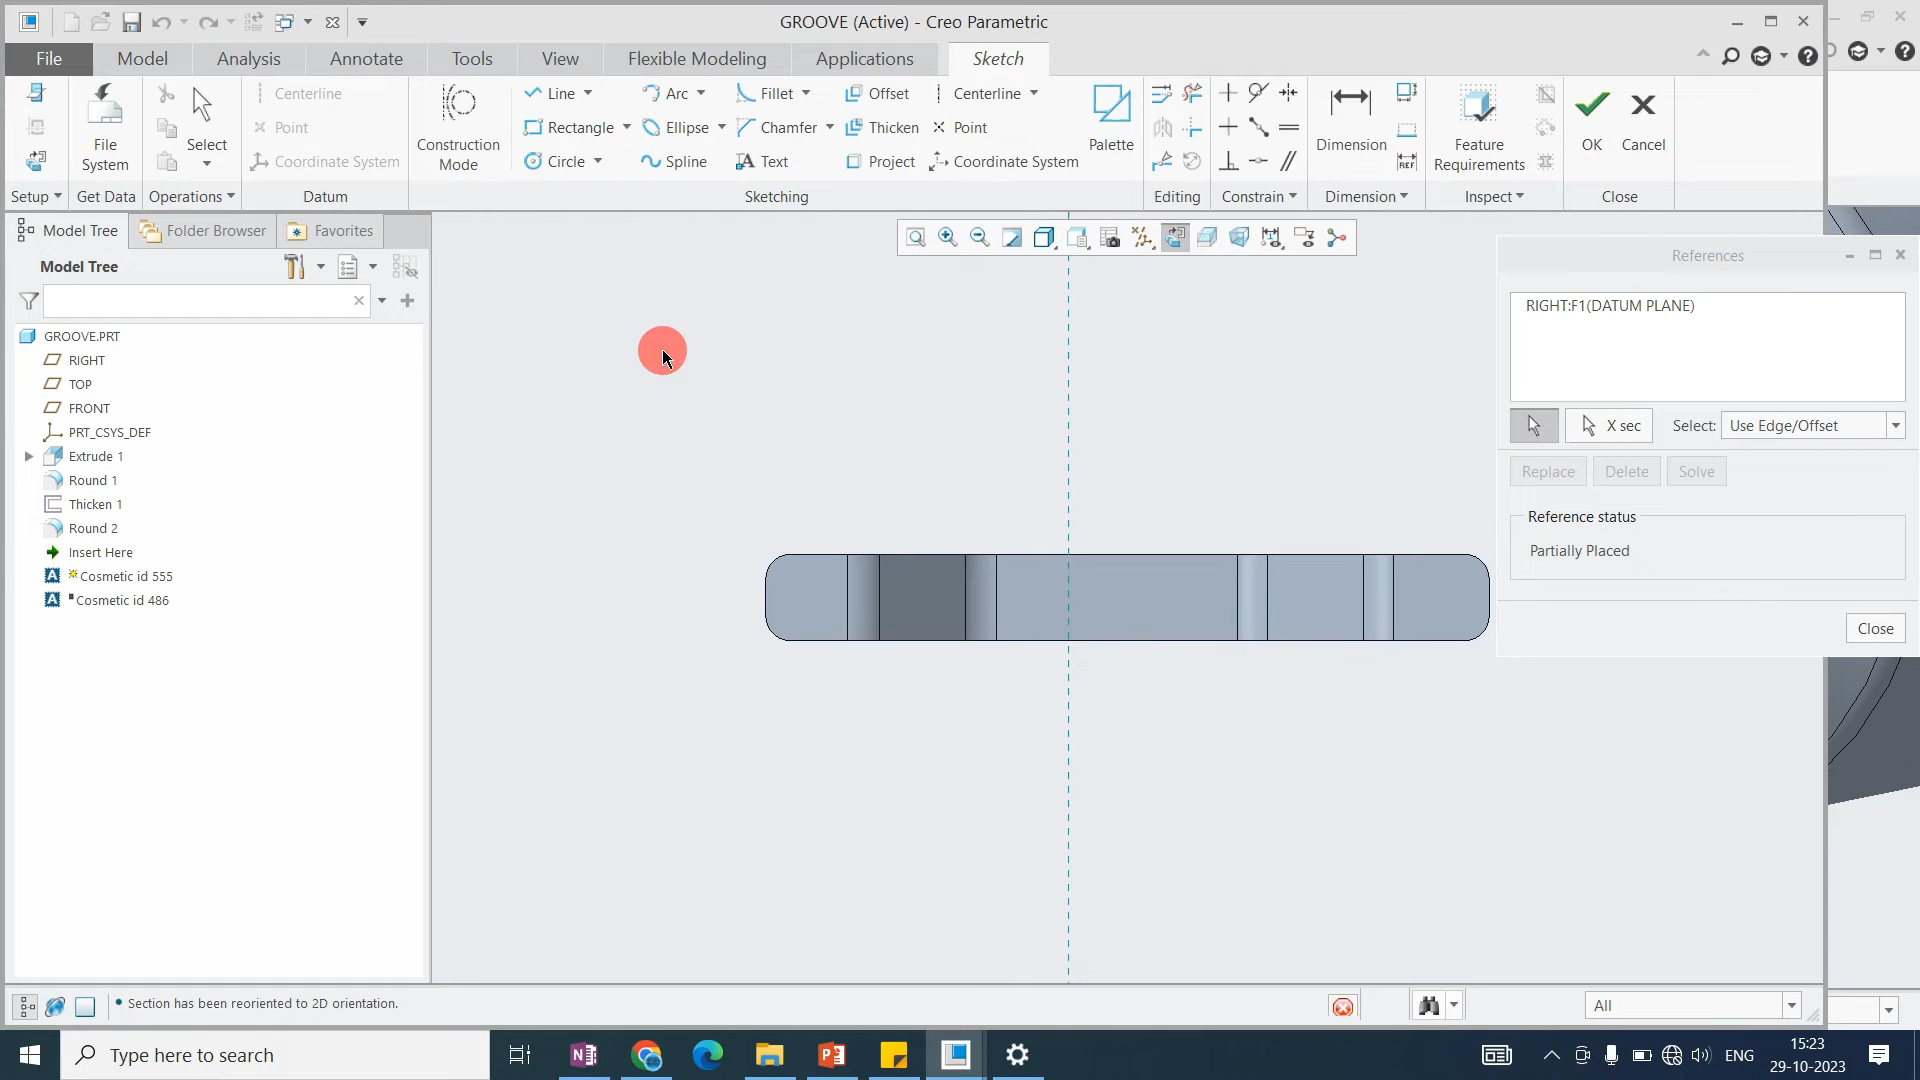 GROOVE (Active) - Creo Parametric
File Model Analysis Annotate Tools View Flexible Modeling Applications Sketch
Centerline Line Arc Fillet Offset Centerline
Point Rectangle Ellipse Chamfer Thicken Point
Coordinate System Circle Spline Text Project Coordinate System
File System
Select
Construction Mode
Palette
Dimension
REF
Feature Requirements
OK
Cancel
Setup Get Data Operations Datum Sketching Editing Constrain Dimension Inspect Close
Model Tree Folder Browser Favorites
Model Tree
GROOVE.PRT
RIGHT
TOP
FRONT
PRT_CSYS_DEF
Extrude 1
Round 1
Thicken 1
Round 2
Insert Here
Cosmetic id 555
Cosmetic id 486
References
RIGHT:F1(DATUM PLANE)
X sec Select: Use Edge/Offset
Replace Delete Solve
Reference status
Partially Placed
Close
Section has been reoriented to 2D orientation.
All
Type here to search
ENG
15:23
29-10-2023